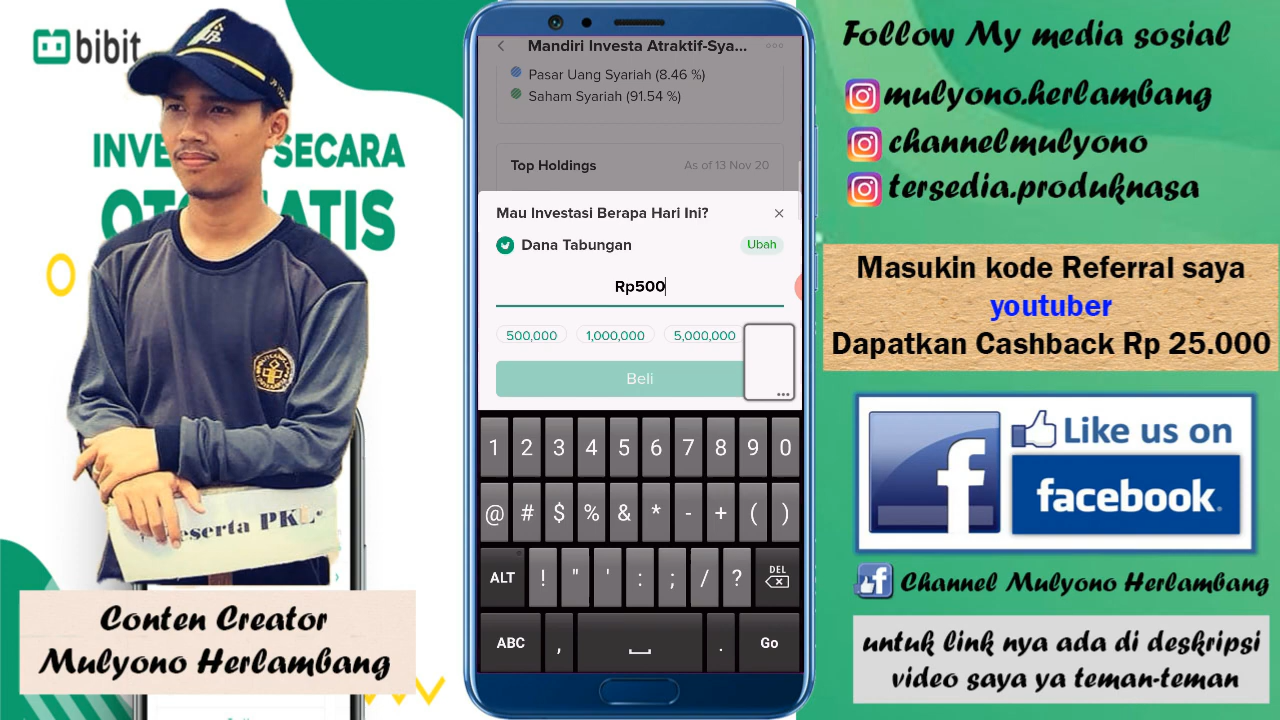 bibit
INVE SECARA
OTOMATIS
eserta PKL
Conten Creator
Mulyono Herlambang
Mandiri Investa Atraktif-Sya...
Pasar Uang Syariah (8.46 %)
Saham Syariah (91.54 %)
Top Holdings
As of 13 Nov 20
Mau Investasi Berapa Hari Ini?
Dana Tabungan
Ubah
Rp500
500,000
1,000,000
5,000,000
Beli
1 2 3 4 5 6 7 8 9 0
@ # $ % & * - + ( )
ALT ! " ' : ; / ? DEL
ABC , . Go
Follow My media sosial
mulyono.herlambang
channelmulyono
tersedia.produknasa
Masukin kode Referral saya
youtuber
Dapatkan Cashback Rp 25.000
f
Like us on
facebook
Channel Mulyono Herlambang
untuk link nya ada di deskripsi
video saya ya teman-teman